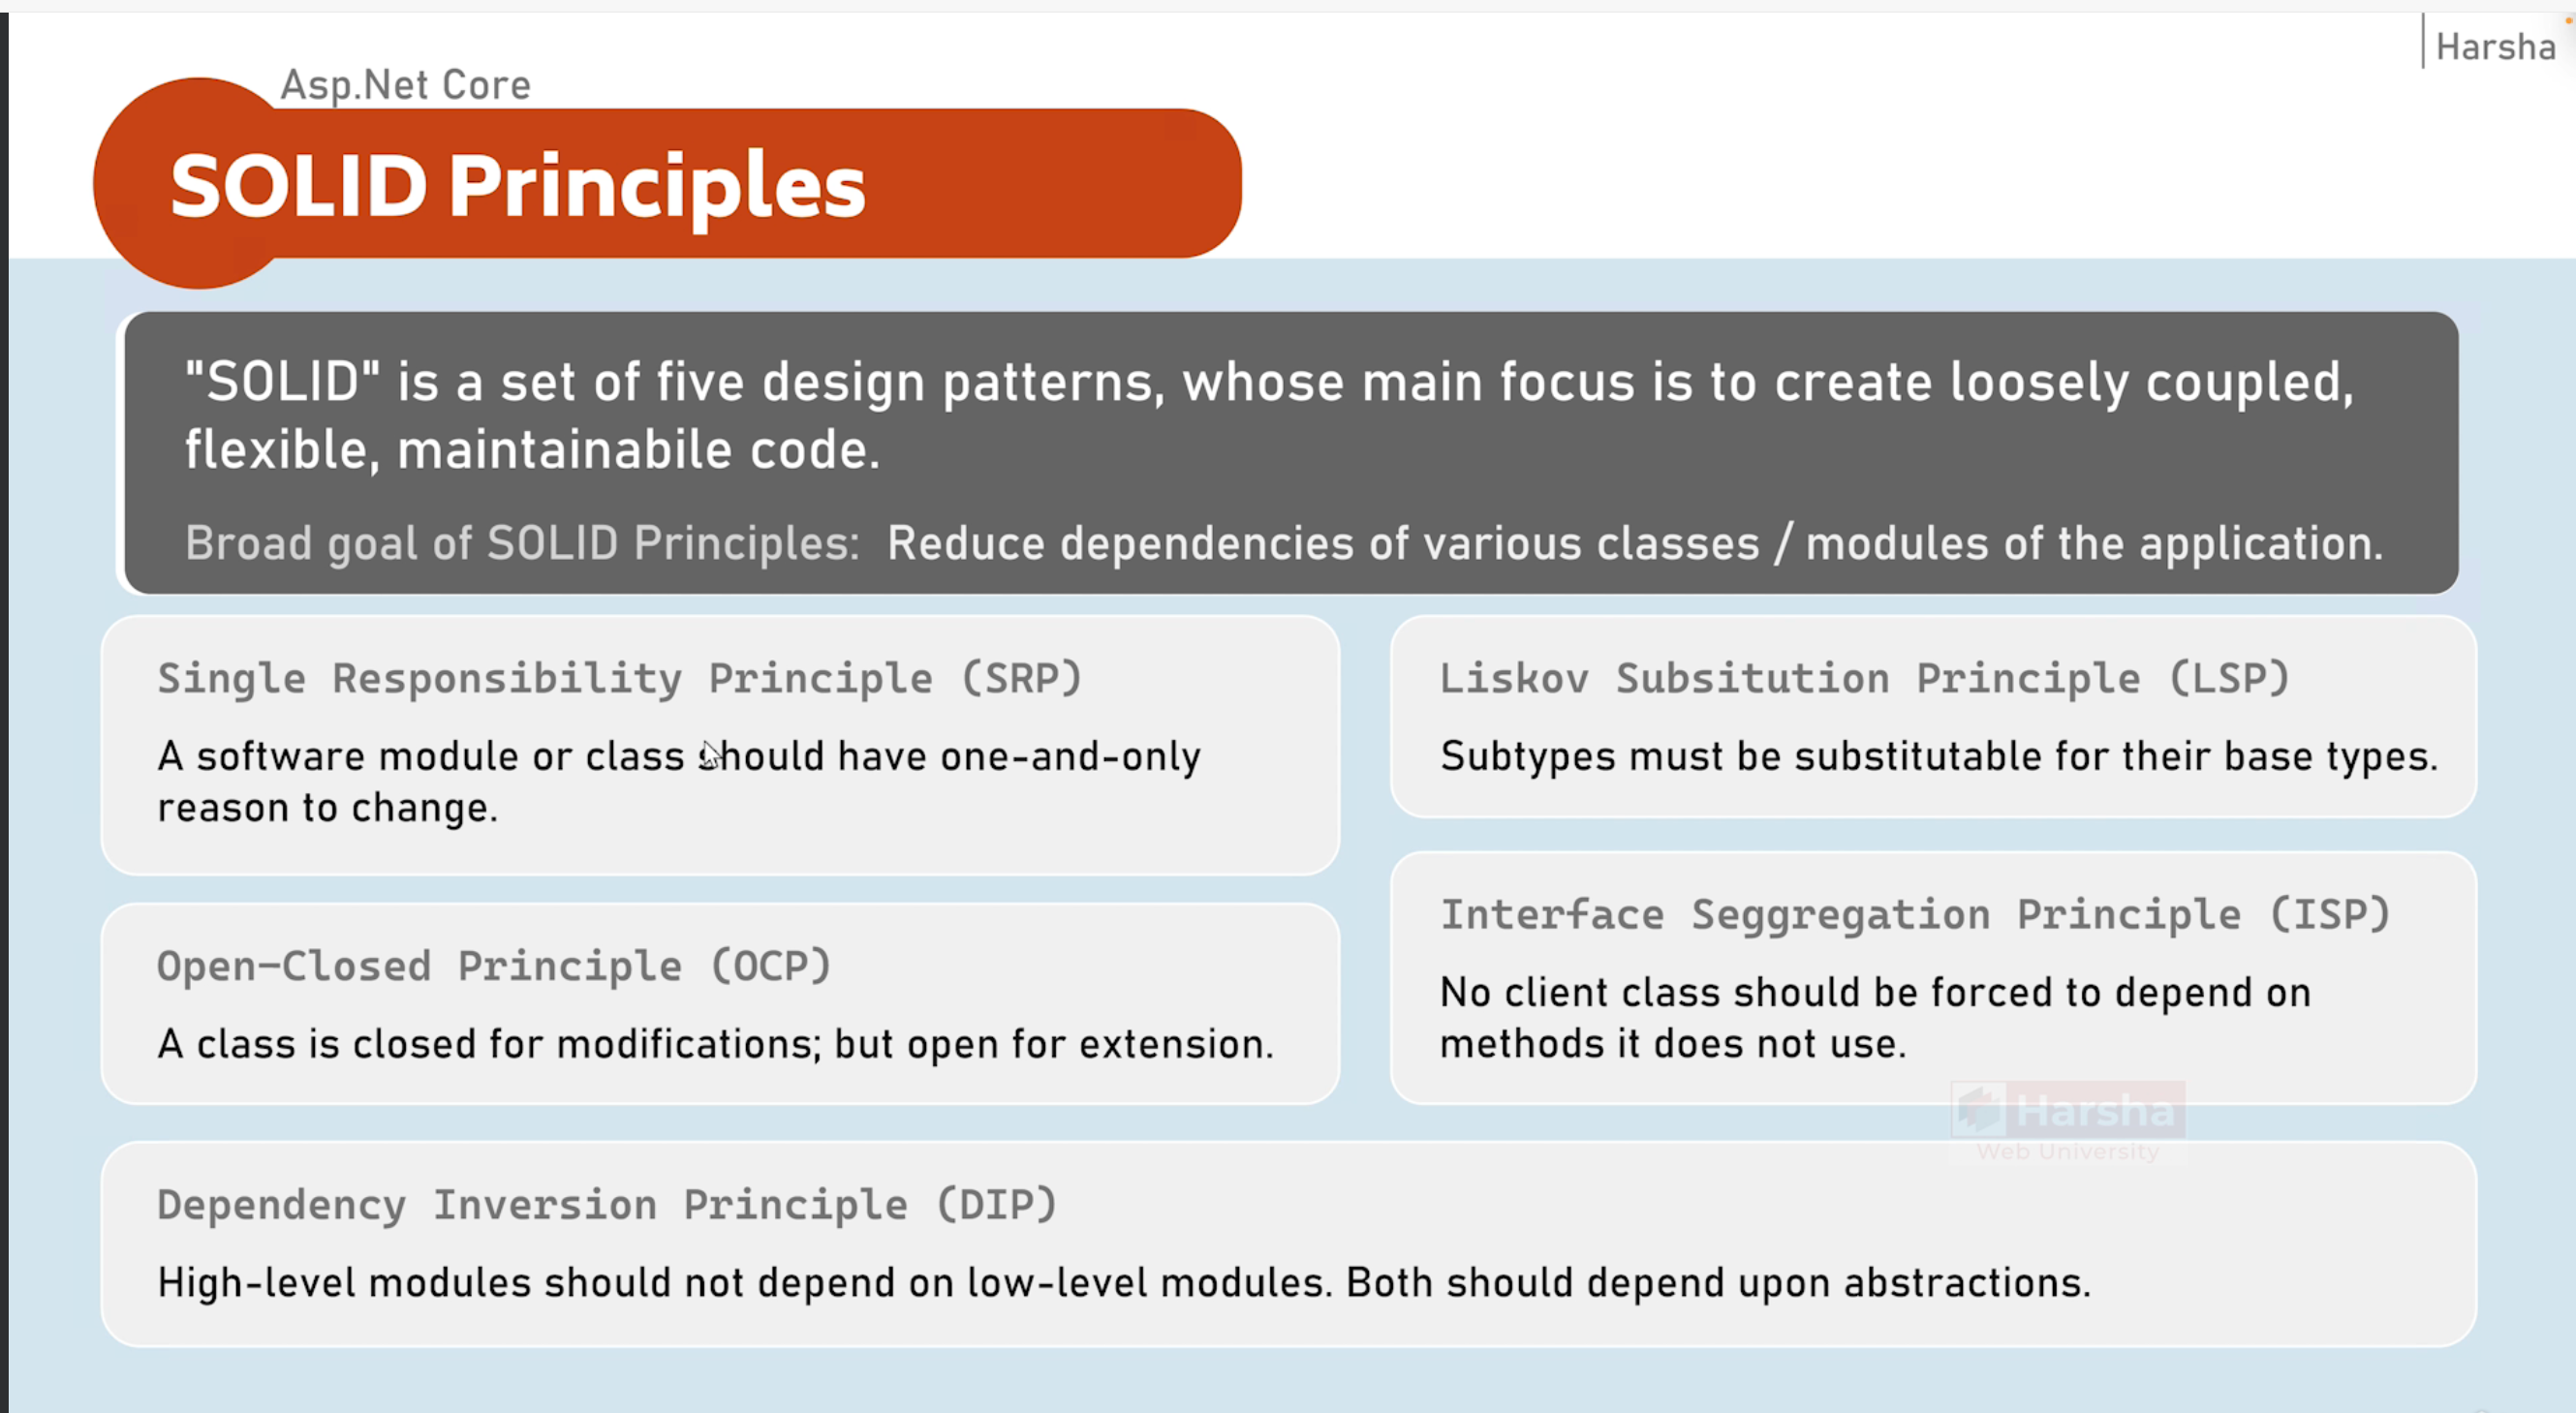 Harsha
Asp.Net Core
SOLID Principles
"SOLID" is a set of five design patterns, whose main focus is to create loosely coupled,
flexible, maintainabile code.
Broad goal of SOLID Principles: Reduce dependencies of various classes / modules of the application.
Single Responsibility Principle (SRP)
A software module or class should have one-and-only
reason to change.
Open-Closed Principle (OCP)
A class is closed for modifications; but open for extension.
Liskov Subsitution Principle (LSP)
Subtypes must be substitutable for their base types.
Interface Seggregation Principle (ISP)
No client class should be forced to depend on
methods it does not use.
Harsha
Web University
Dependency Inversion Principle (DIP)
High-level modules should not depend on low-level modules. Both should depend upon abstractions.